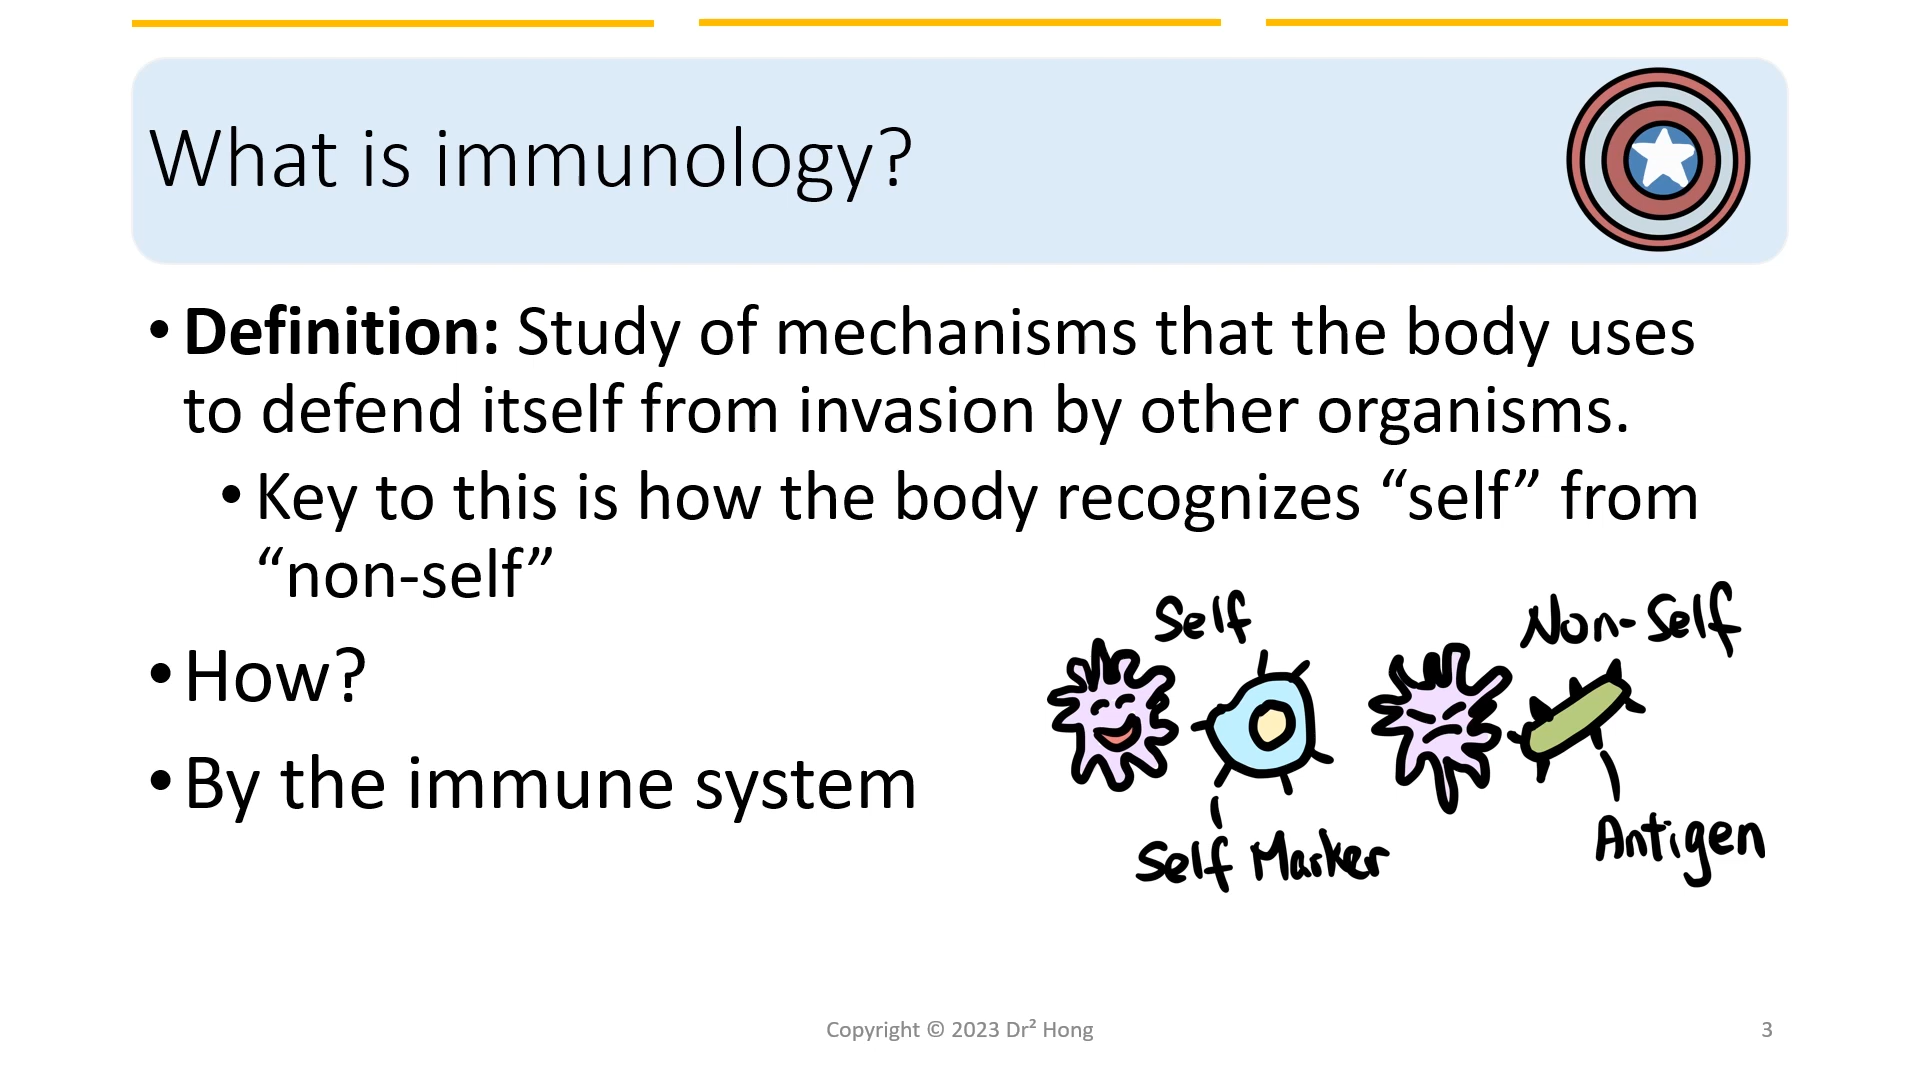 What is immunology?
• Definition: Study of mechanisms that the body uses
to defend itself from invasion by other organisms.
• Key to this is how the body recognizes “self” from
“non-self”
• How?
• By the immune system
Self
Non-Self
Self Marker
Antigen
Copyright © 2023 Dr² Hong
3